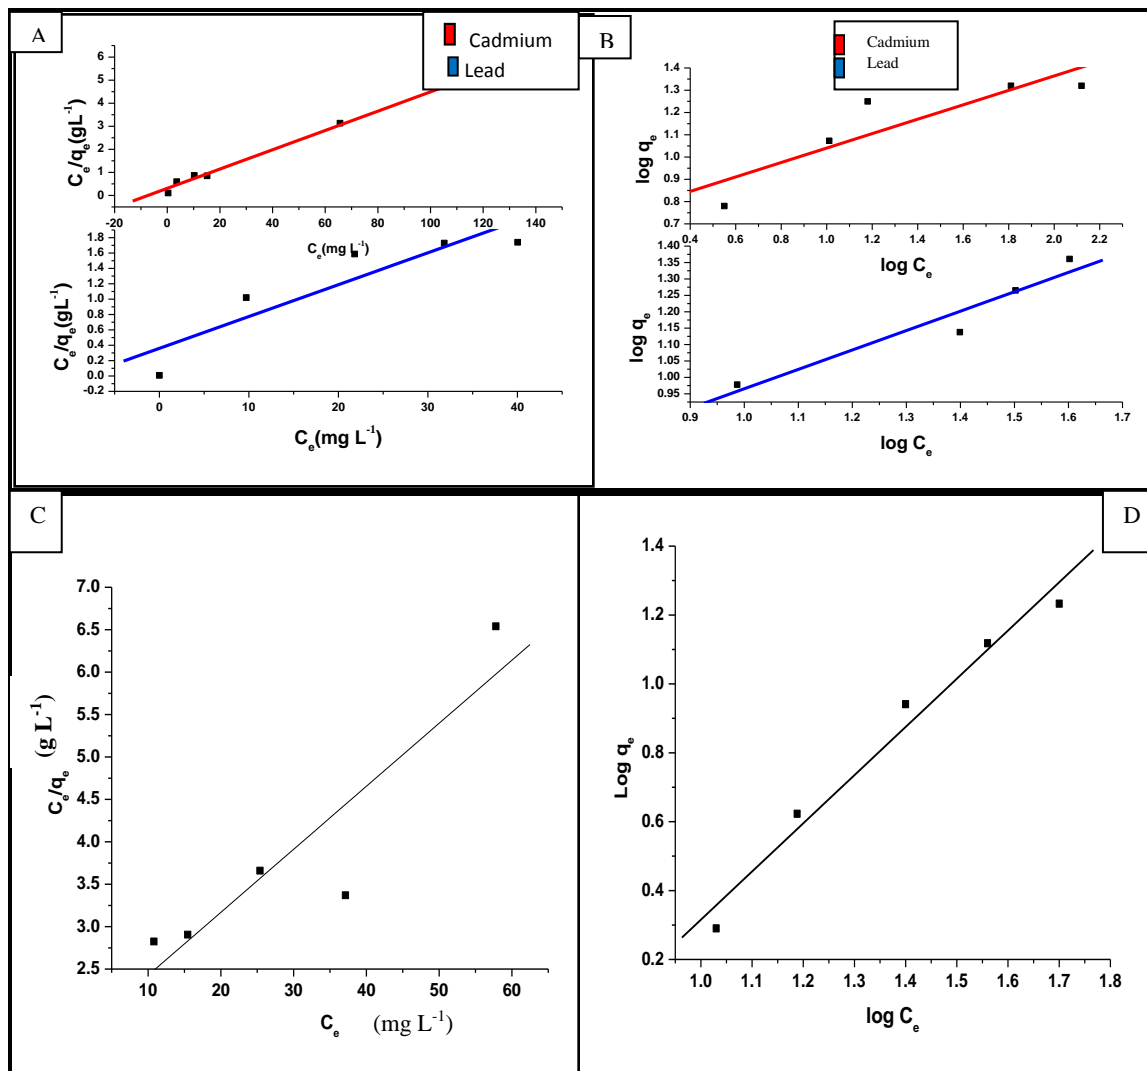 A
Cadmium
Lead
C_e/q_e(gL^-1)
6
5
4
3
2
1
0
-20 0 20 40 60 80 100 120 140
C_e(mg L^-1)
C_e/q_e(gL^-1)
1.8
1.6
1.4
1.2
1.0
0.8
0.6
0.4
0.2
0.0
-0.2
0 10 20 30 40
C_e(mg L^-1)
B
Cadmium
Lead
log q_e
1.4
1.3
1.2
1.1
1.0
0.9
0.8
0.7
0.4 0.6 0.8 1.0 1.2 1.4 1.6 1.8 2.0 2.2
log C_e
log q_e
1.40
1.35
1.30
1.25
1.20
1.15
1.10
1.05
1.00
0.95
0.9 1.0 1.1 1.2 1.3 1.4 1.5 1.6 1.7
log C_e
C
C_e/q_e (g L^-1)
7.0
6.5
6.0
5.5
5.0
4.5
4.0
3.5
3.0
2.5
10 20 30 40 50 60
C_e (mg L^-1)
D
Log q_e
1.4
1.2
1.0
0.8
0.6
0.4
0.2
1.0 1.1 1.2 1.3 1.4 1.5 1.6 1.7 1.8
log C_e